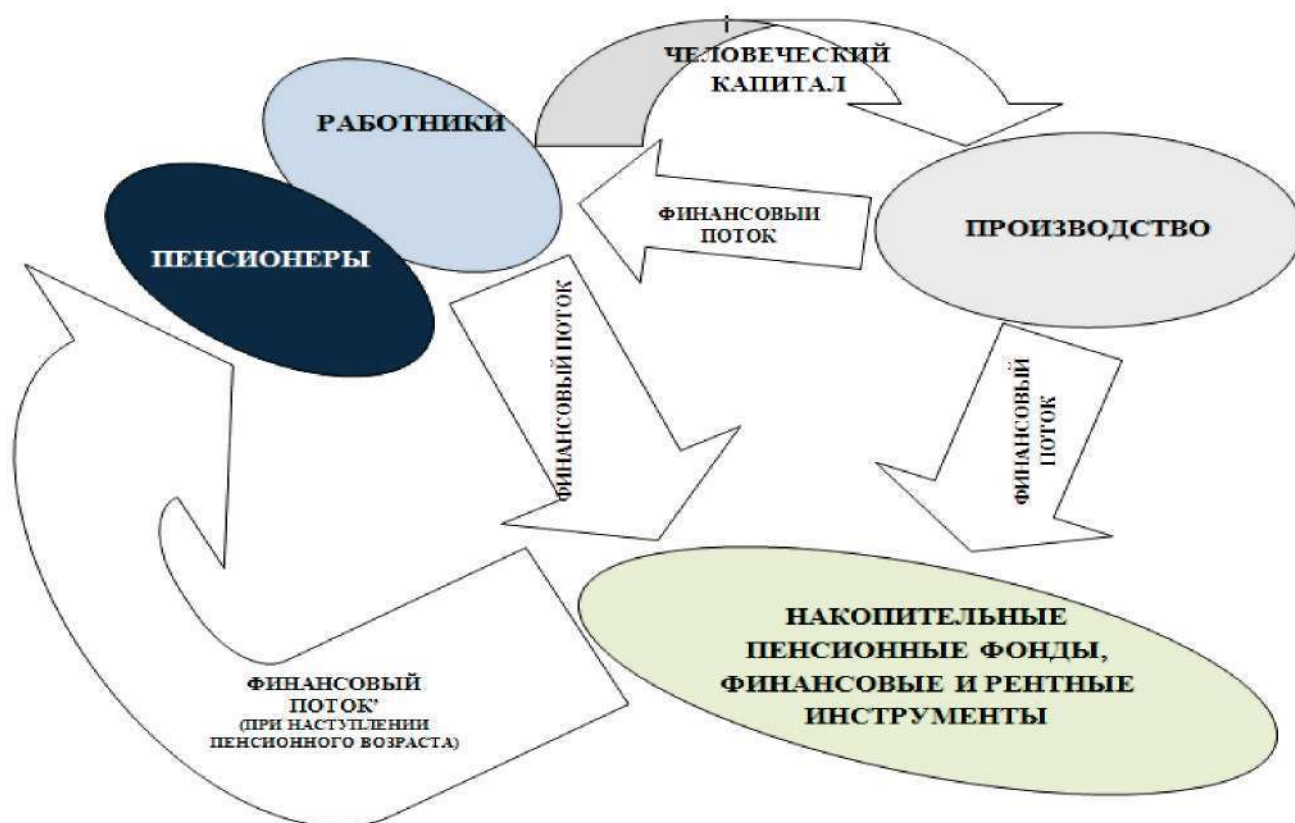 ЧЕЛОВЕЧЕСКИЙ
КАПИТАЛ
РАБОТНИКИ
ФИНАНСОВЫЙ
ПОТОК
ПРОИЗВОДСТВО
ПЕНСИОНЕРЫ
ФИНАНСОВЫЙ ПОТОК
ФИНАНСОВЫЙ
ПОТОК
НАКОПИТЕЛЬНЫЕ
ПЕНСИОННЫЕ ФОНДЫ,
ФИНАНСОВЫЕ И РЕНТНЫЕ
ИНСТРУМЕНТЫ
ФИНАНСОВЫЙ
ПОТОК’
(ПРИ НАСТУПЛЕНИИ
ПЕНСИОННОГО ВОЗРАСТА)